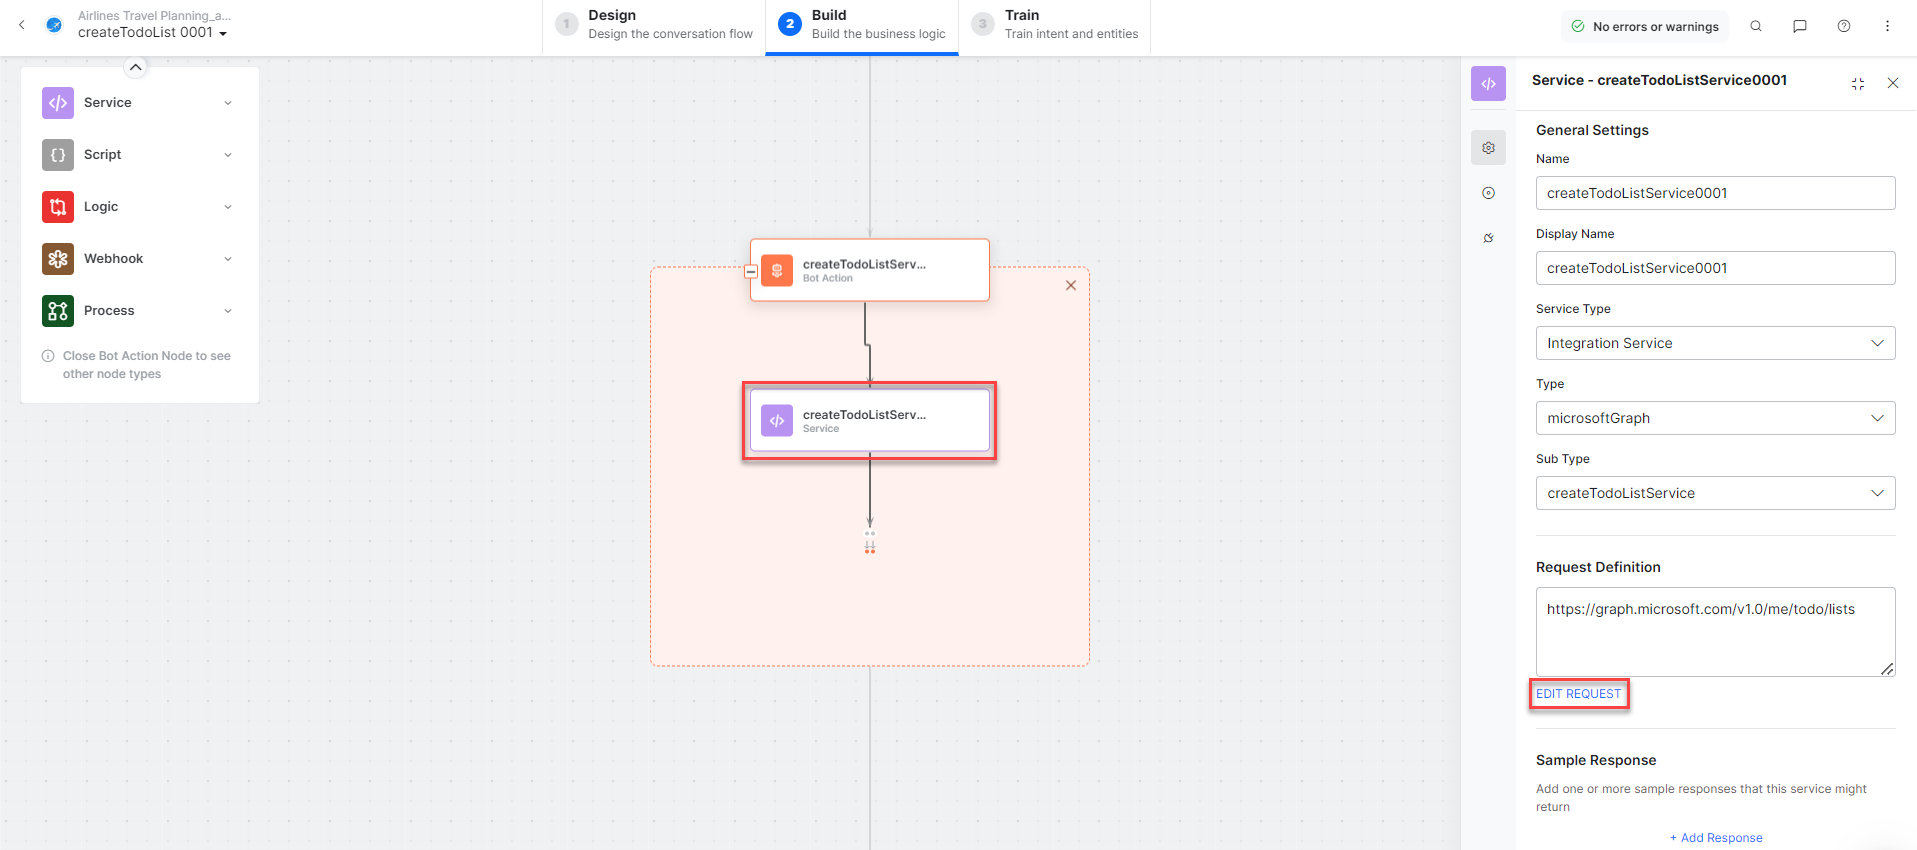 Airlines Travel Planning_a...
createTodoList 0001
1
Design
Design the conversation flow
2
Build
Build the business logic
3
Train
Train intent and entities
No errors or warnings
Service
Script
Logic
Webhook
Process
Close Bot Action Node to see
other node types
createTodoListServ...
Bot Action
createTodoListServ...
Service
Service - createTodoListService0001
General Settings
Name
createTodoListService0001
Display Name
createTodoListService0001
Service Type
Integration Service
Type
microsoftGraph
Sub Type
createTodoListService
Request Definition
https://graph.microsoft.com/v1.0/me/todo/lists
EDIT REQUEST
Sample Response
Add one or more sample responses that this service might
return
+ Add Response